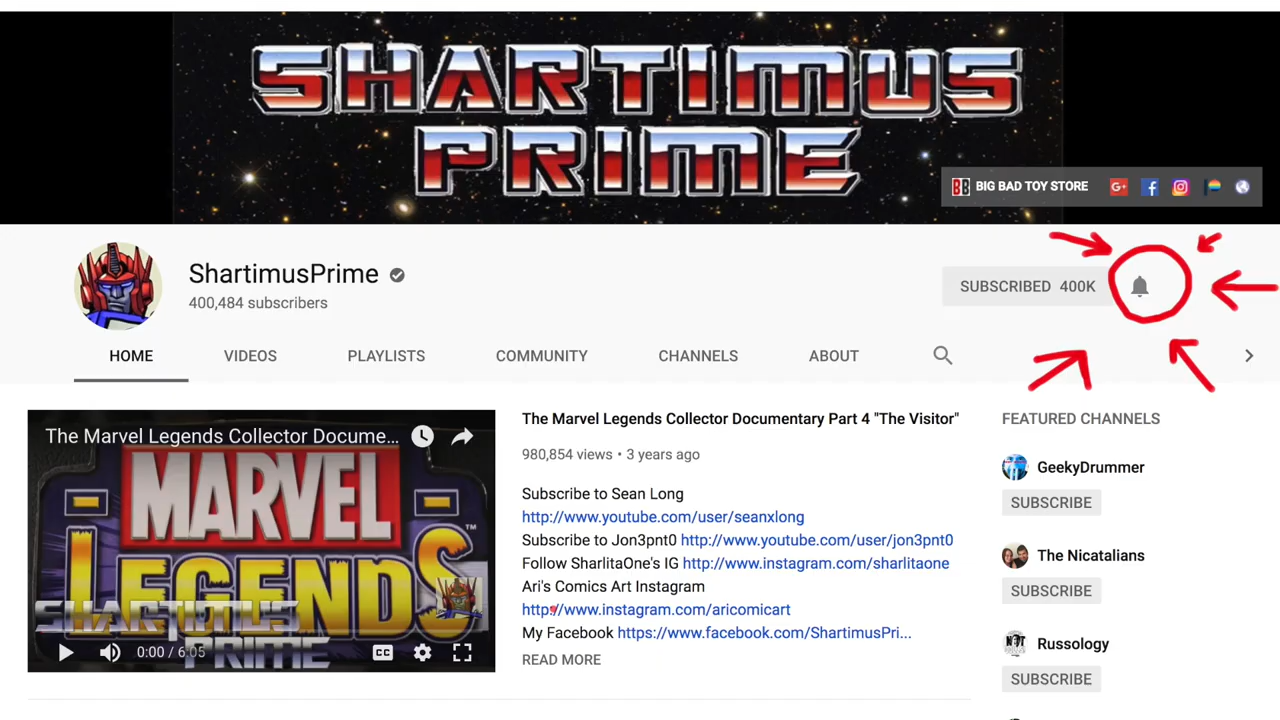 SHARTIMUS
PRIME
BIG BAD TOY STORE
ShartimusPrime
400,484 subscribers
SUBSCRIBED 400K
HOME VIDEOS PLAYLISTS COMMUNITY CHANNELS ABOUT
The Marvel Legends Collector Docume...
MARVEL
LEGENDS
TM
SHARTIMUS
PRIME
0:00 / 6:05
CC
The Marvel Legends Collector Documentary Part 4 "The Visitor"
980,854 views • 3 years ago
Subscribe to Sean Long
http://www.youtube.com/user/seanxlong
Subscribe to Jon3pnt0 http://www.youtube.com/user/jon3pnt0
Follow SharlitaOne's IG http://www.instagram.com/sharlitaone
Ari's Comics Art Instagram
https://www.instagram.com/aricomicart
My Facebook https://www.facebook.com/ShartimusPri...
READ MORE
FEATURED CHANNELS
GeekyDrummer
SUBSCRIBE
The Nicatalians
SUBSCRIBE
Russology
SUBSCRIBE